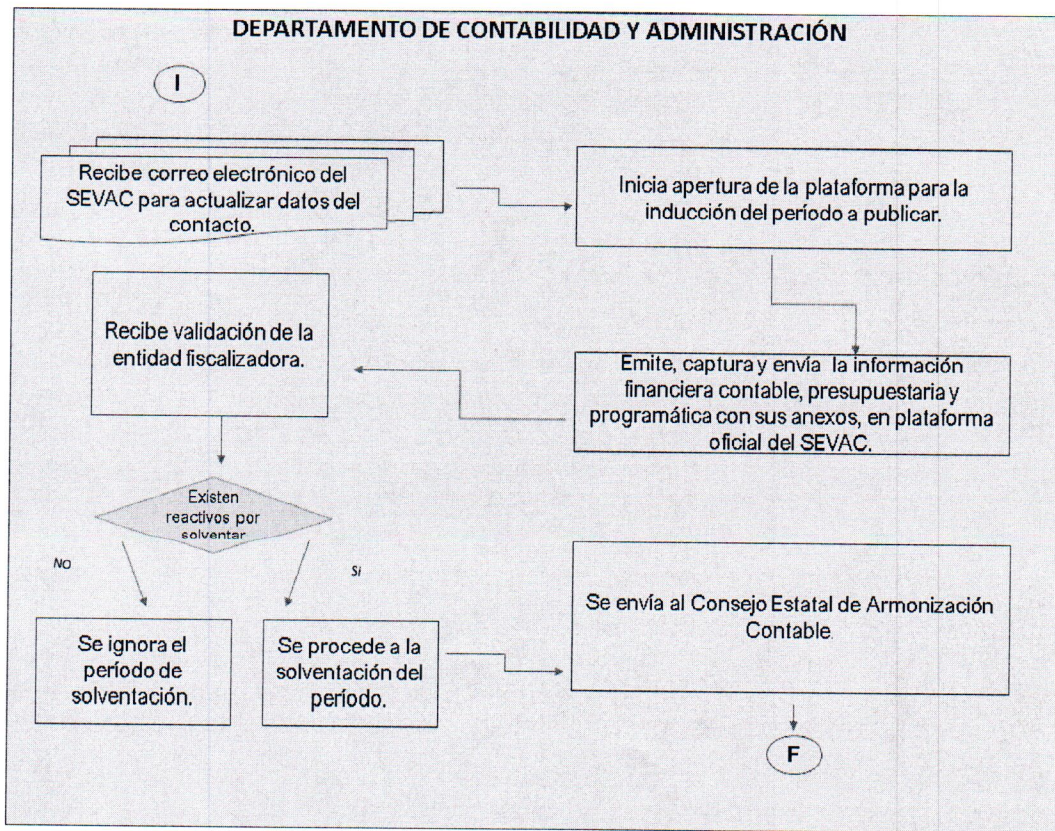 DEPARTAMENTO DE CONTABILIDAD Y ADMINISTRACIÓN
I
Recibe correo electrónico del
SEVAC para actualizar datos del
contacto.
Inicia apertura de la plataforma para la
inducción del período a publicar.
Recibe validación de la
entidad fiscalizadora.
Emite, captura y envía la información
financiera contable, presupuestaria y
programática con sus anexos, en plataforma
oficial del SEVAC.
Existen
reactivos por
solventar
NO
Si
Se ignora el
período de
solventación.
Se procede a la
solventación del
período.
Se envía al Consejo Estatal de Armonización
Contable.
F